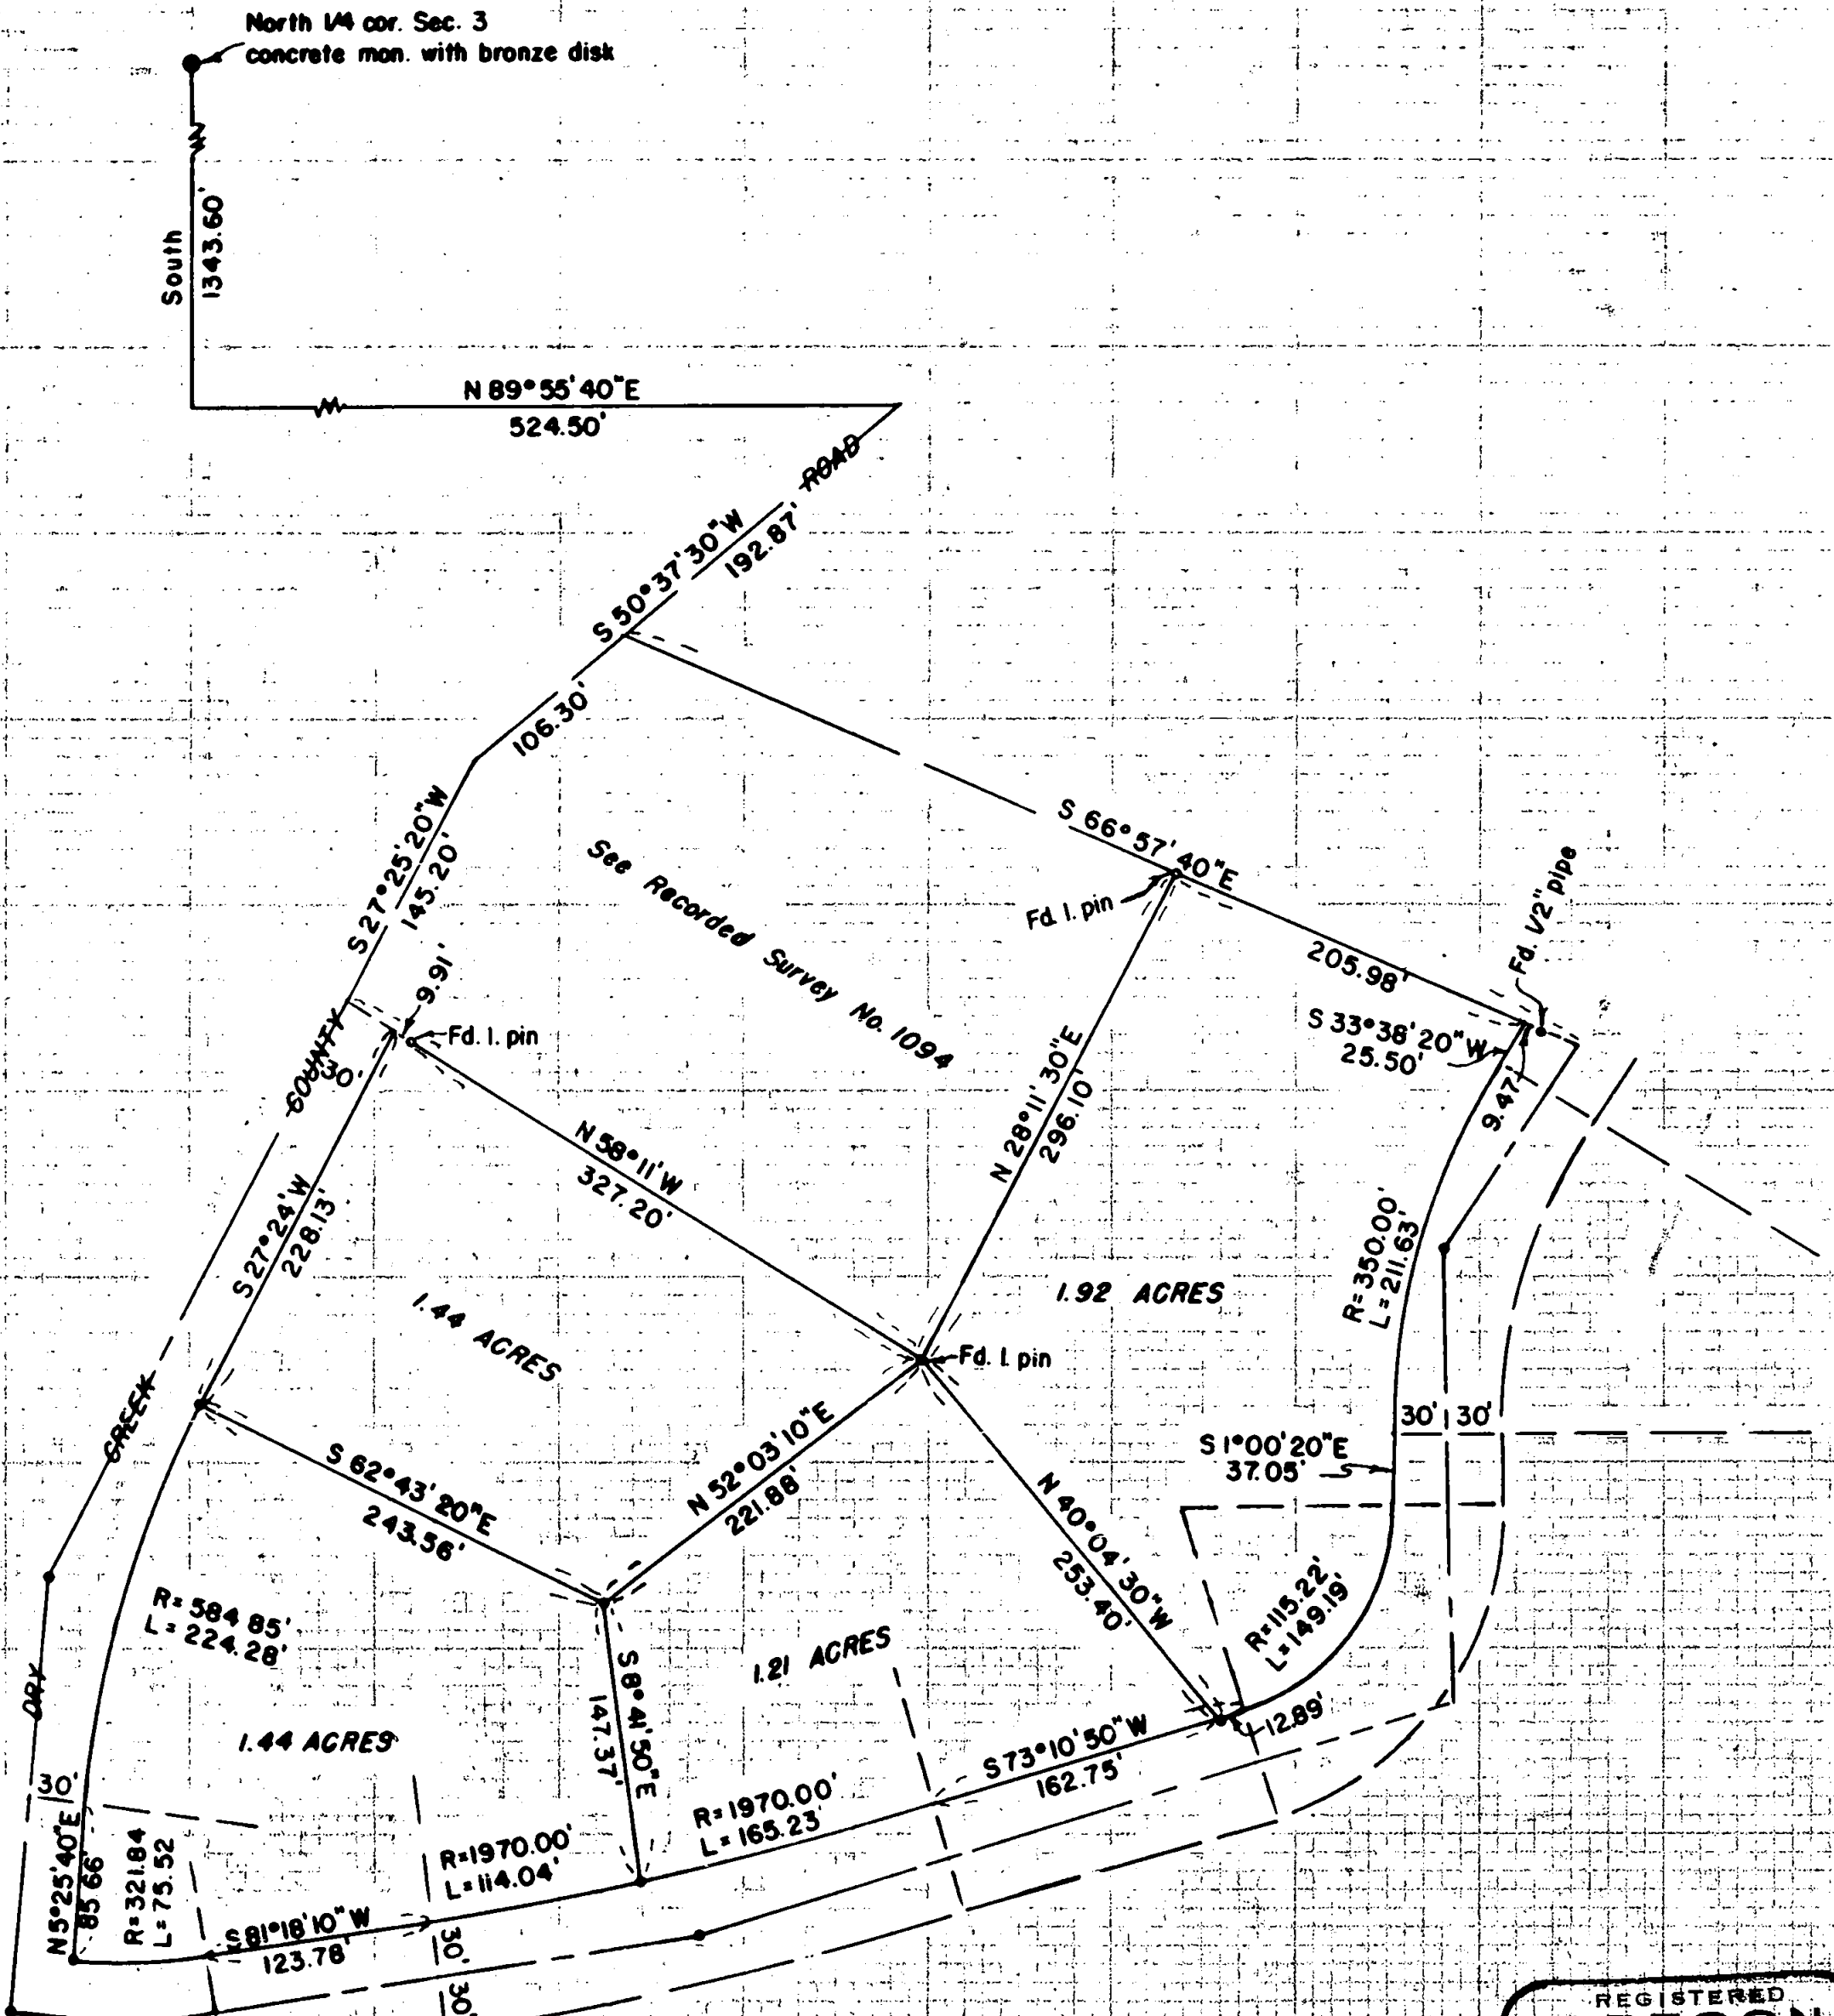 North 1/4 cor. Sec. 3
concrete mon. with bronze disk
South
1343.60'
N 89°55'40"E
524.50'
ROAD
S 50°37'30"W
192.87'
106.30'
S 27°25'20"W
145.20'
See Recorded Survey No. 1094
S 66°57'40"E
Fd. I. pin
205.98'
Fd. 1/2" pipe
S 33°38'20"W
25.50'
9.47'
9.91'
Fd. I. pin
COUNTY
30'
N 58°11'W
327.20'
N 28°11'30"E
296.10'
S 27°24'W
228.13'
1.44 ACRES
1.92 ACRES
R=350.00'
L=211.63'
Fd. I. pin
CREEK
S 62°43'20"E
243.56'
N 52°03'10"E
221.88'
N 40°04'30"W
253.40'
S 1°00'20"E
37.05'
30' 30'
R=584.85'
L=224.28'
R=115.22'
L=149.19'
DRY
1.44 ACRES
S 8°41'50"E
147.37'
1.21 ACRES
12.89'
S 73°10'50"W
162.75'
30'
N 5°25'40"E
85.66'
R=321.84
L=75.52
R=1970.00'
L=114.04'
R=1970.00'
L=165.23'
S 81°18'10"W
123.78'
30' 30'
REGISTERED